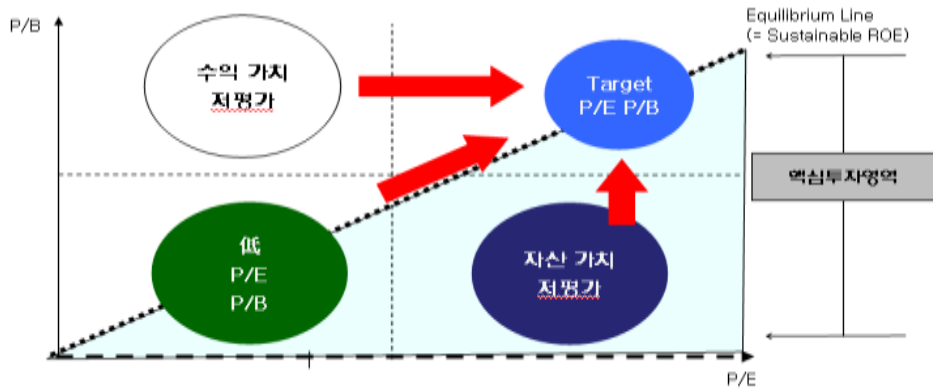 P/B
Equilibrium Line
(= Sustainable ROE)
수익 가치
저평가
Target
P/E P/B
핵심투자영역
低
P/E
P/B
자산 가치
저평가
P/E